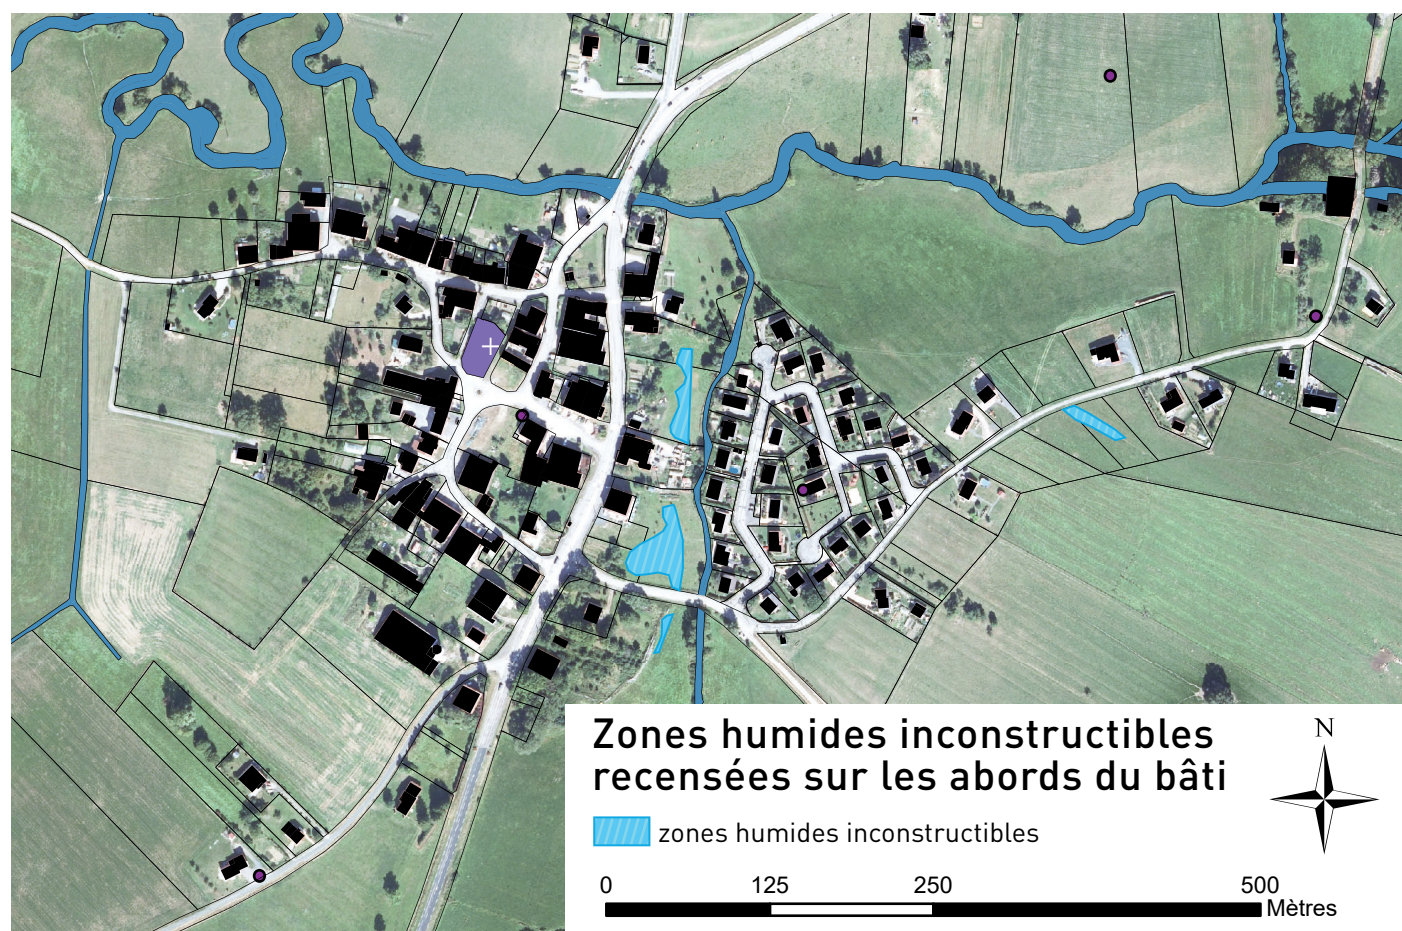 Zones humides inconstructibles
recensées sur les abords du bâti
N
zones humides inconstructibles
0 125 250 500
Mètres